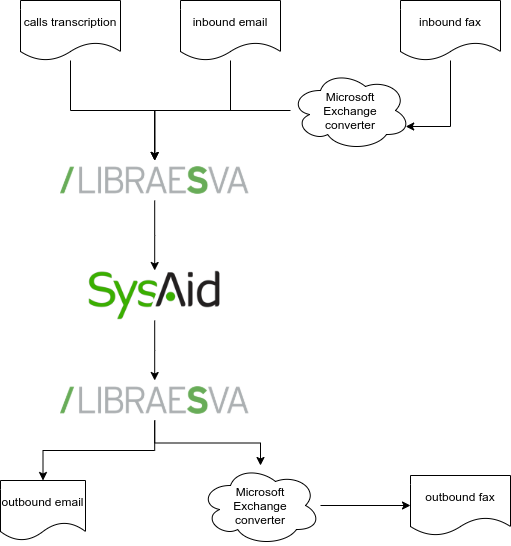 calls transcription
inbound email
inbound fax
Microsoft
Exchange
converter
/LIBRAESVA
SysAid
/LIBRAESVA
outbound email
Microsoft
Exchange
converter
outbound fax